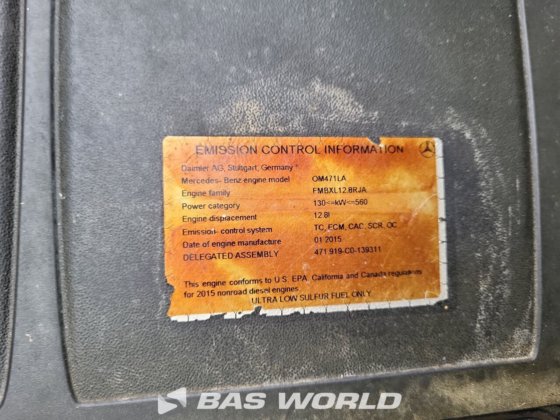 EMISSION CONTROL INFORMATION
Daimler AG, Stuttgart, Germany
Mercedes- Benz engine model OM471LA
Engine family FMBXL12.8RJA
Power category 130<=kW<=560
Engine displacement 12.8l
Emission- control system TC, ECM, CAC, SCR, OC
Date of engine manufacture 01 2015
DELEGATED ASSEMBLY 471 919-C0-139311
This engine conforms to U.S. EPA, California and Canada regulations
for 2015 nonroad diesel engines.
ULTRA LOW SULFUR FUEL ONLY
BAS WORLD